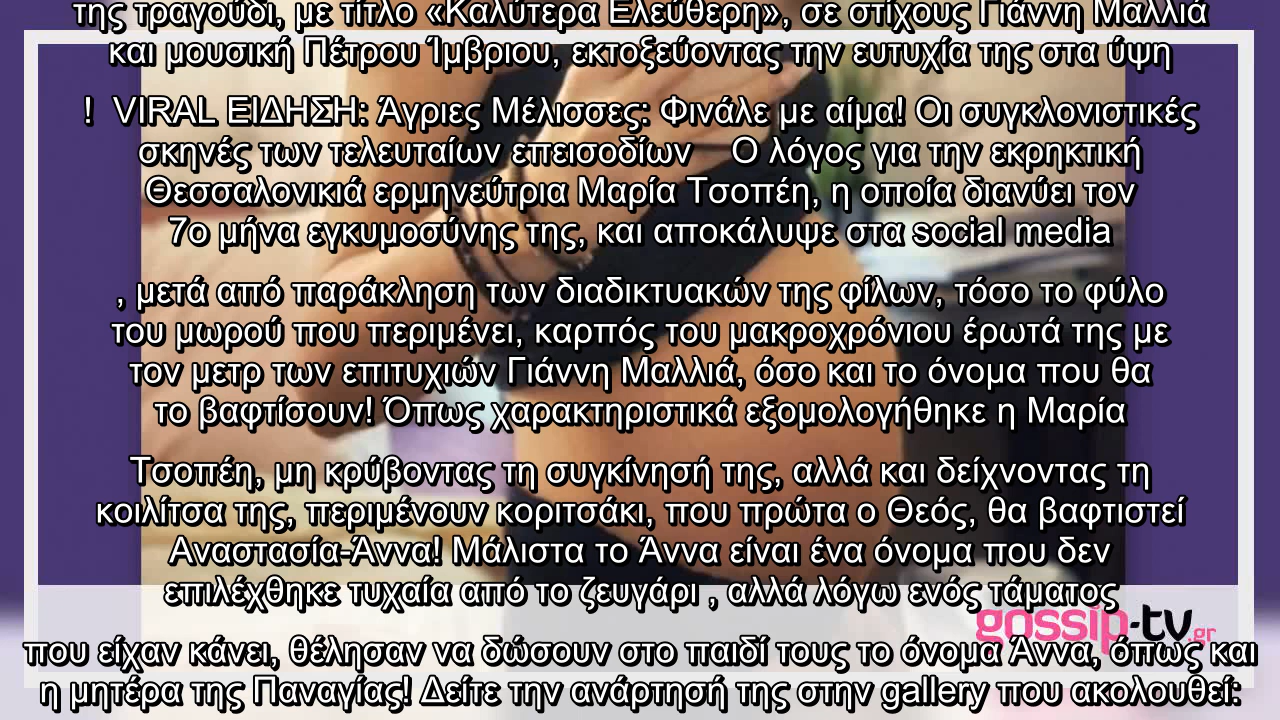 της τραγούδι, με τίτλο «Καλύτερα Ελεύθερη», σε στίχους Γιάννη Μαλλιά
και μουσική Πέτρου Ίμβριου, εκτοξεύοντας την ευτυχία της στα ύψη
! VIRAL ΕΙΔΗΣΗ: Άγριες Μέλισσες: Φινάλε με αίμα! Οι συγκλονιστικές
σκηνές των τελευταίων επεισοδίων Ο λόγος για την εκρηκτική
Θεσσαλονικιά ερμηνεύτρια Μαρία Τσοπέη, η οποία διανύει τον
7ο μήνα εγκυμοσύνης της, και αποκάλυψε στα social media
, μετά από παράκληση των διαδικτυακών της φίλων, τόσο το φύλο
του μωρού που περιμένει, καρπός του μακροχρόνιου έρωτά της με
τον μετρ των επιτυχιών Γιάννη Μαλλιά, όσο και το όνομα που θα
το βαφτίσουν! Όπως χαρακτηριστικά εξομολογήθηκε η Μαρία
Τσοπέη, μη κρύβοντας τη συγκίνησή της, αλλά και δείχνοντας τη
κοιλίτσα της, περιμένουν κοριτσάκι, που πρώτα ο Θεός, θα βαφτιστεί
Αναστασία-Άννα! Μάλιστα το Άννα είναι ένα όνομα που δεν
επιλέχθηκε τυχαία από το ζευγάρι , αλλά λόγω ενός τάματος
gossip-tv.gr
που είχαν κάνει, θέλησαν να δώσουν στο παιδί τους το όνομα Άννα, όπως και
η μητέρα της Παναγίας! Δείτε την ανάρτησή της στην gallery που ακολουθεί: